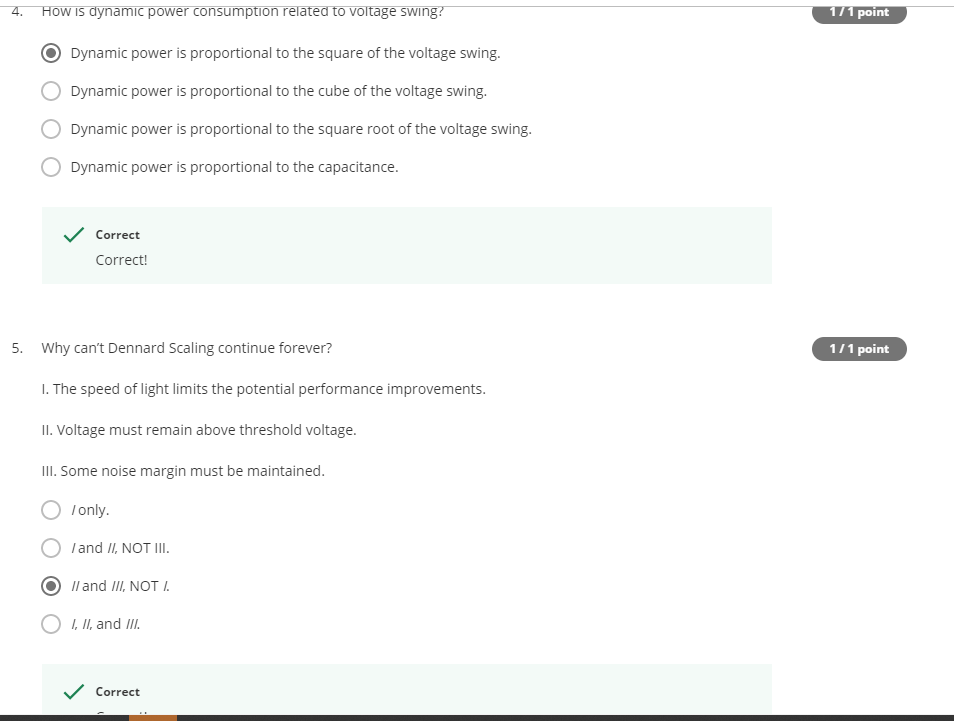 4. How is dynamic power consumption related to voltage swing?
1 / 1 point
Dynamic power is proportional to the square of the voltage swing.
Dynamic power is proportional to the cube of the voltage swing.
Dynamic power is proportional to the square root of the voltage swing.
Dynamic power is proportional to the capacitance.
Correct
Correct!
5. Why can’t Dennard Scaling continue forever?
1 / 1 point
I. The speed of light limits the potential performance improvements.
II. Voltage must remain above threshold voltage.
III. Some noise margin must be maintained.
I only.
I and II, NOT III.
II and III, NOT I.
I, II, and III.
Correct